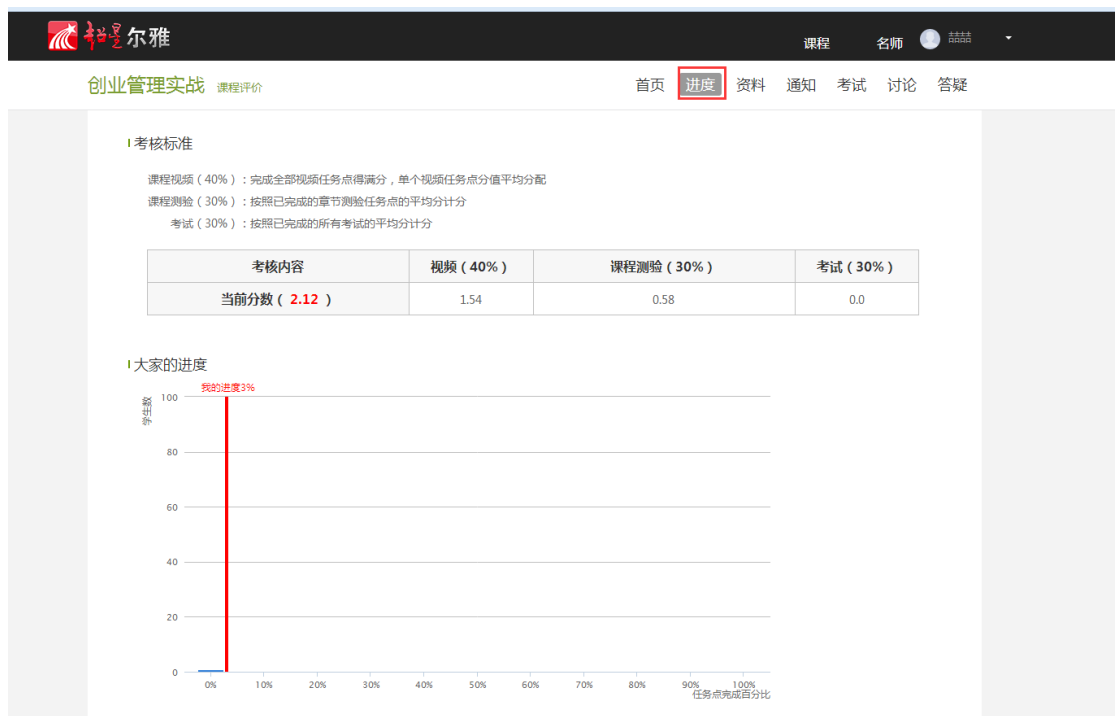 超星尔雅
课程 名师 喆喆
创业管理实战 课程评价
首页 进度 资料 通知 考试 讨论 答疑
考核标准
课程视频（40%）：完成全部视频任务点得满分，单个视频任务点分值平均分配
课程测验（30%）：按照已完成的章节测验任务点的平均分计分
考试（30%）：按照已完成的所有考试的平均分计分
考核内容 视频（40%） 课程测验（30%） 考试（30%）
当前分数（ 2.12 ） 1.54 0.58 0.0
大家的进度
我的进度3%
学生数
100
80
60
40
20
0
0% 10% 20% 30% 40% 50% 60% 70% 80% 90% 100%
任务点完成百分比